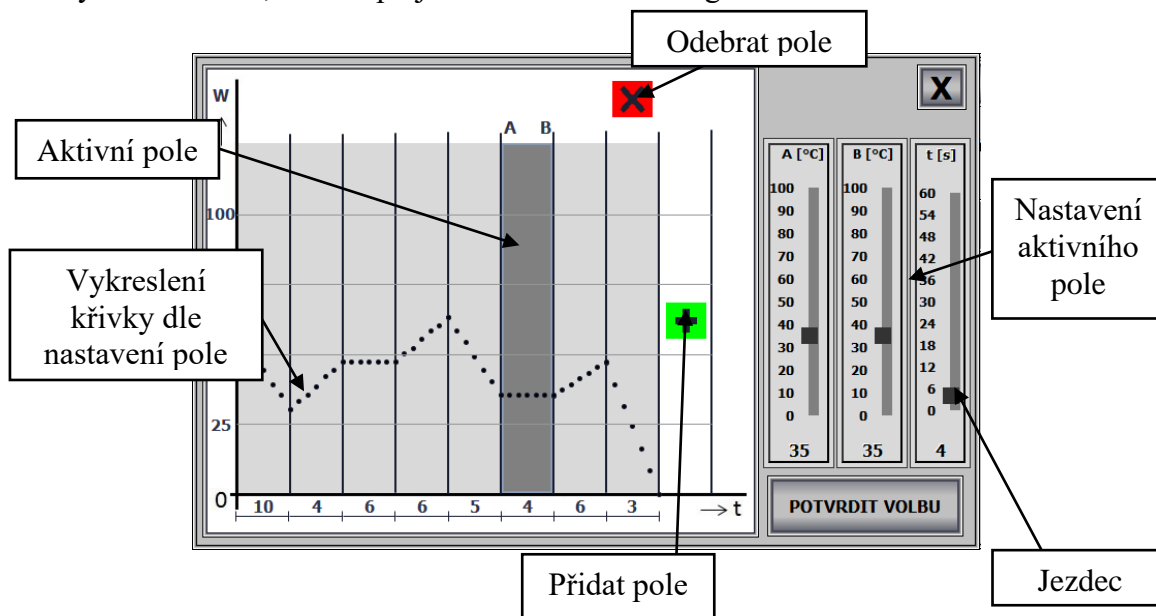 Odebrat pole
W
X
Aktivní pole
A B
A [°C]
B [°C]
t [s]
100
90
80
70
60
50
40
30
20
10
0
35
100
90
80
70
60
50
40
30
20
10
0
35
60
54
48
42
36
30
24
18
12
6
0
4
Nastavení
aktivního
pole
100
Vykreslení
křivky dle
nastavení pole
25
0
10 4 6 6 5 4 6 3
→t
POTVRDIT VOLBU
Přidat pole
Jezdec